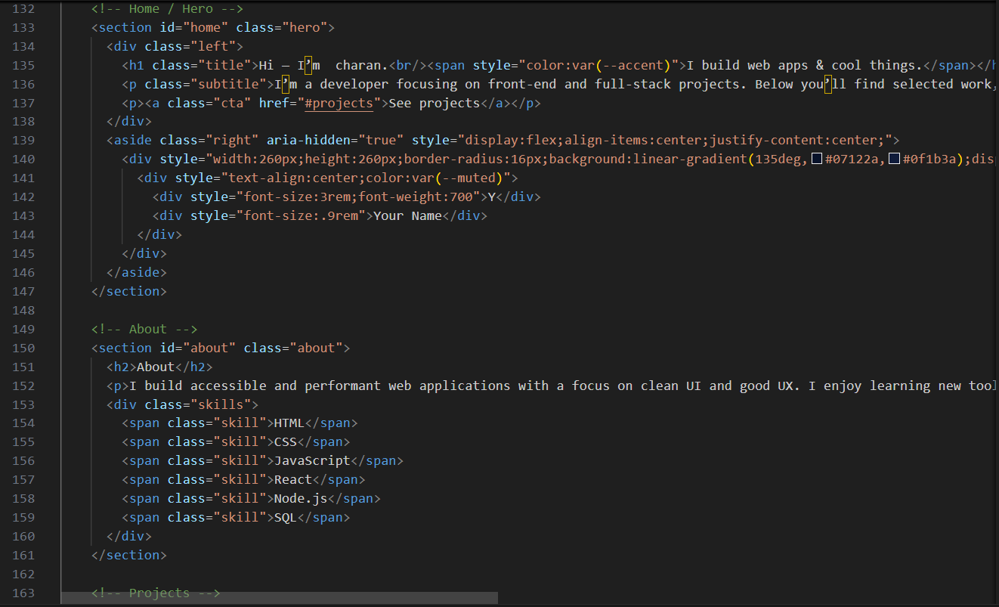 132 <!-- Home / Hero -->
133 <section id="home" class="hero">
134 <div class="left">
135 <h1 class="title">Hi – I’m  charan.<br/><span style="color:var(--accent)">I build web apps & cool things.</span></h
136 <p class="subtitle">I’m a developer focusing on front-end and full-stack projects. Below you’ll find selected work,
137 <p><a class="cta" href="#projects">See projects</a></p>
138 </div>
139 <aside class="right" aria-hidden="true" style="display:flex;align-items:center;justify-content:center;">
140 <div style="width:260px;height:260px;border-radius:16px;background:linear-gradient(135deg,#07122a,#0f1b3a);dis
141 <div style="text-align:center;color:var(--muted)">
142 <div style="font-size:3rem;font-weight:700">Y</div>
143 <div style="font-size:.9rem">Your Name</div>
144 </div>
145 </div>
146 </aside>
147 </section>
148
149 <!-- About -->
150 <section id="about" class="about">
151 <h2>About</h2>
152 <p>I build accessible and performant web applications with a focus on clean UI and good UX. I enjoy learning new tool
153 <div class="skills">
154 <span class="skill">HTML</span>
155 <span class="skill">CSS</span>
156 <span class="skill">JavaScript</span>
157 <span class="skill">React</span>
158 <span class="skill">Node.js</span>
159 <span class="skill">SQL</span>
160 </div>
161 </section>
162
163 <!-- Projects -->